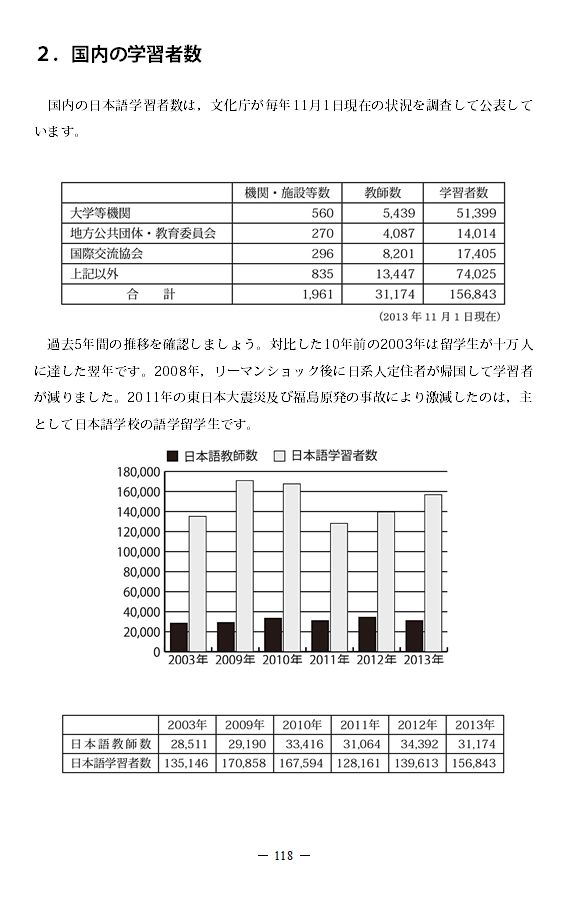 ２．国内の学習者数
国内の日本語学習者数は，文化庁が毎年11月1日現在の状況を調査して公表して
います。
機関・施設等数 教師数 学習者数
大学等機関 560 5,439 51,399
地方公共団体・教育委員会 270 4,087 14,014
国際交流協会 296 8,201 17,405
上記以外 835 13,447 74,025
合　計 1,961 31,174 156,843
（2013 年 11 月 1 日現在）
過去5年間の推移を確認しましょう。対比した10年前の2003年は留学生が十万人
に達した翌年です。2008年，リーマンショック後に日系人定住者が帰国して学習者
が減りました。2011年の東日本大震災及び福島原発の事故により激減したのは，主
として日本語学校の語学留学生です。
日本語教師数 日本語学習者数
180,000
160,000
140,000
120,000
100,000
80,000
60,000
40,000
20,000
0
2003年 2009年 2010年 2011年 2012年 2013年
2003年 2009年 2010年 2011年 2012年 2013年
日本語教師数 28,511 29,190 33,416 31,064 34,392 31,174
日本語学習者数 135,146 170,858 167,594 128,161 139,613 156,843
― 118 ―